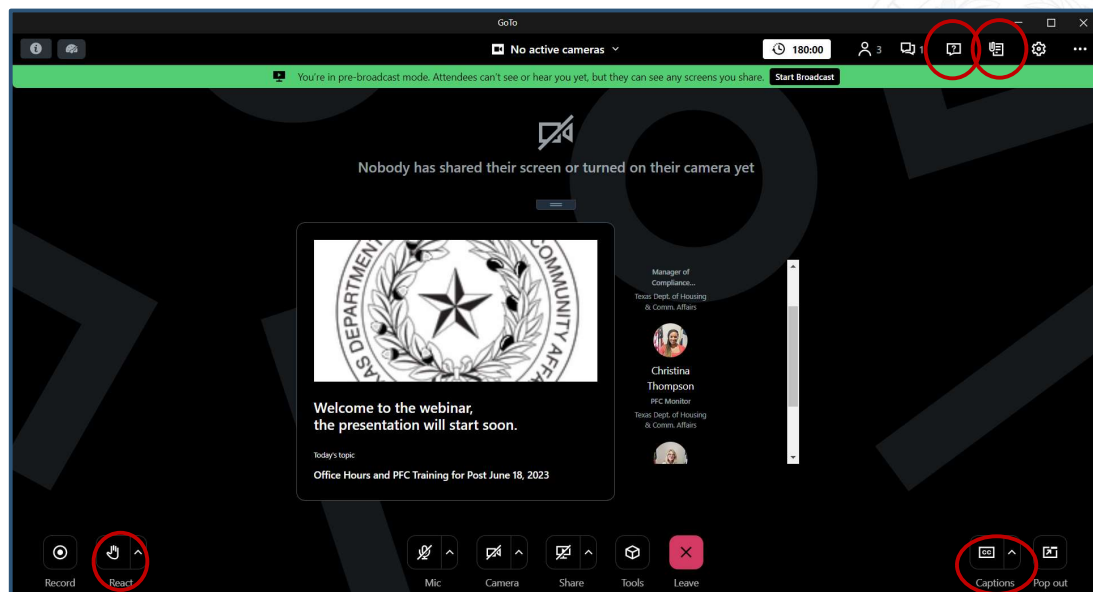 GoTo
No active cameras
180:00
3
1
You're in pre-broadcast mode. Attendees can't see or hear you yet, but they can see any screens you share. Start Broadcast
Nobody has shared their screen or turned on their camera yet
DEPARTMENT
COMMUNITY AFFAIRS
Welcome to the webinar,
the presentation will start soon.
Today's topic
Office Hours and PFC Training for Post June 18, 2023
Manager of
Compliance...
Texas Dept. of Housing
& Comm. Affairs
Christina
Thompson
PFC Monitor
Texas Dept. of Housing
& Comm. Affairs
Record
React
Mic
Camera
Share
Tools
Leave
CC
Captions
Pop out